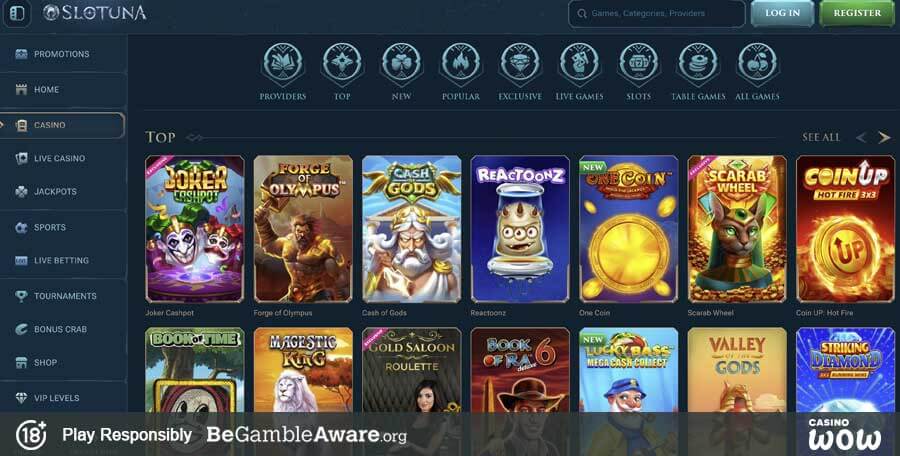 SLOTUNA
Games, Categories, Providers
LOG IN
REGISTER
PROMOTIONS
HOME
CASINO
LIVE CASINO
JACKPOTS
SPORTS
LIVE BETTING
TOURNAMENTS
BONUS CRAB
SHOP
VIP LEVELS
PROVIDERS
TOP
NEW
POPULAR
EXCLUSIVE
LIVE GAMES
SLOTS
TABLE GAMES
ALL GAMES
TOP
SEE ALL
EXCLUSIVE
JOKER
CASHPOT
FORGE
OF
OLYMPUS™
CASH OF
GODS
REACTOONZ
NEW
ONE COIN™
EXCLUSIVE
SCARAB
WHEEL
COIN UP
HOT FIRE 3X3
UP
Joker Cashpot
Forge of Olympus
Cash of Gods
Reactoonz
One Coin
Scarab Wheel
Coin UP: Hot Fire
BOOK OF TIME
MAGESTIC
KING
EXCLUSIVE
GOLD SALOON
ROULETTE
BOOK
OF RA 6
deluxe
NEW
LUCKY BASS
MEGA CASH COLLECT
VALLEY
OF THE
GODS
STRIKING
DIAMOND
18+
Play Responsibly
BeGambleAware.org
CASINO
WOW